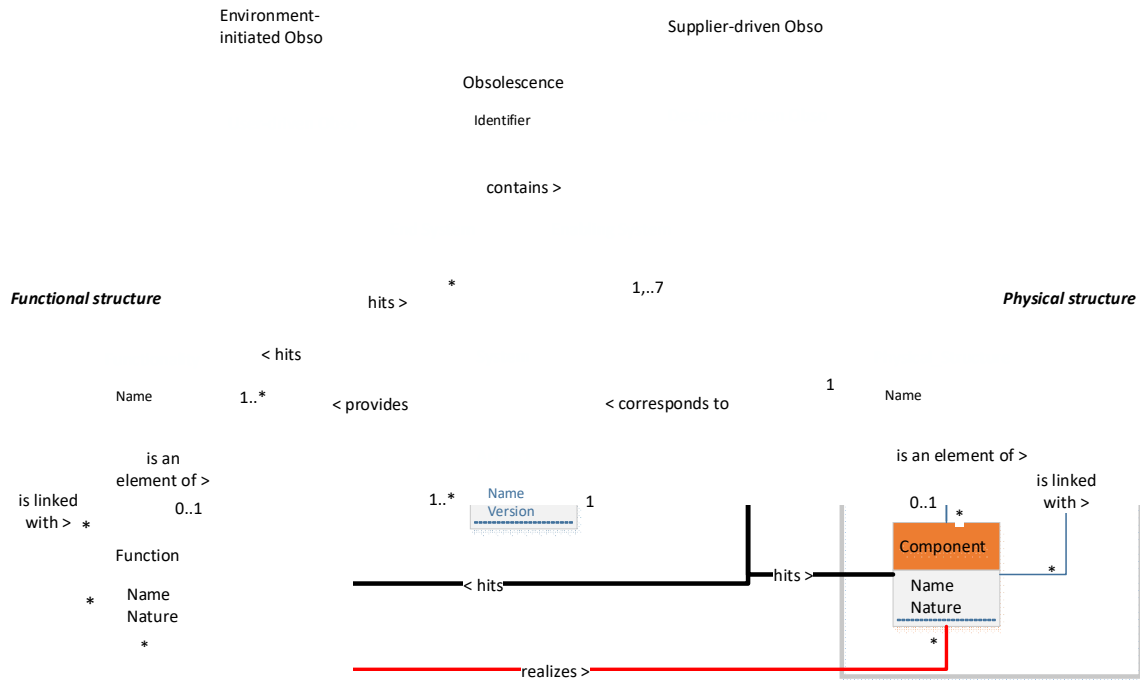 Environment-
initiated Obso
Supplier-driven Obso
Obsolescence
Identifier
contains >
*
1,..7
Functional structure
hits >
Physical structure
< hits
Name
1..*
< provides
< corresponds to
1
Name
is an
element of >
is an element of >
is linked
with >
*
0..1
1..*
Name
Version
1
0..1
*
is linked
with >
Function
Component
< hits
hits >
*
*
Name
Nature
Name
Nature
*
*
realizes >